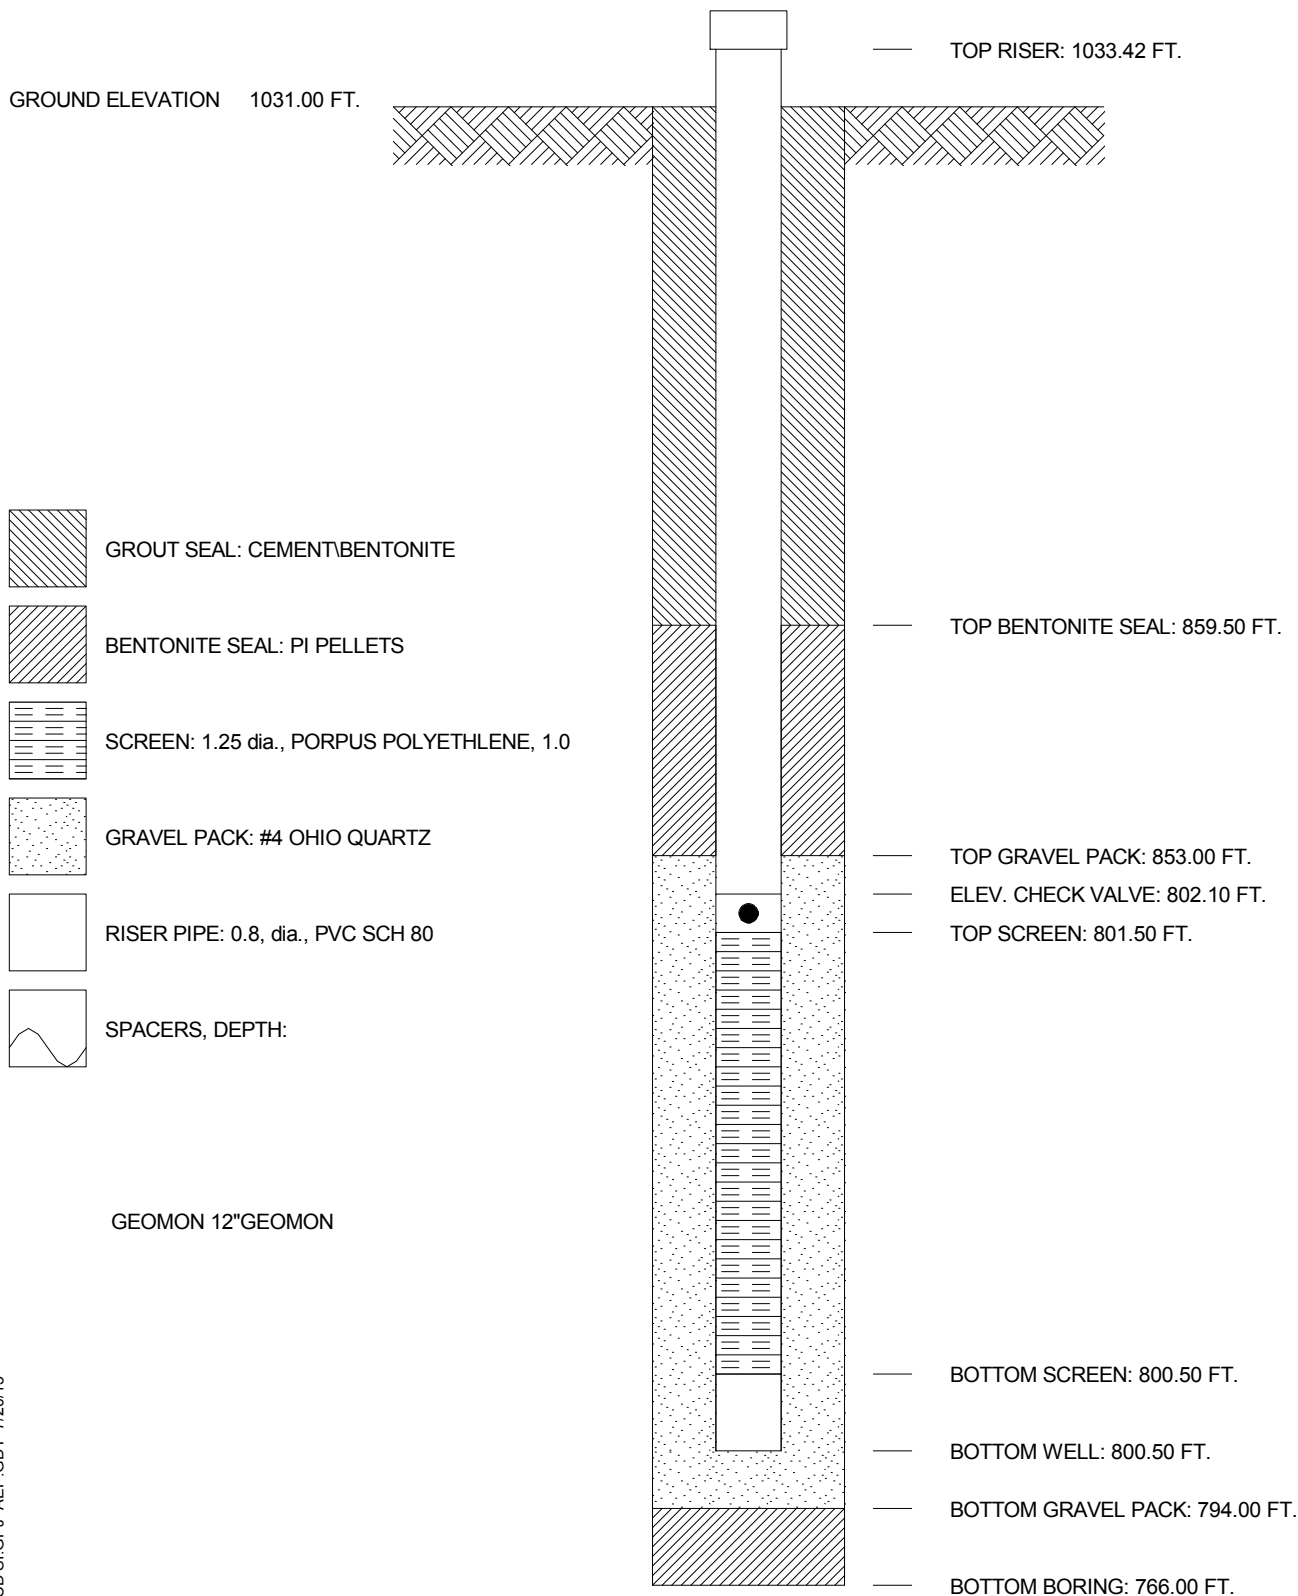 TOP RISER: 1033.42 FT.
GROUND ELEVATION 1031.00 FT.
GROUT SEAL: CEMENT\BENTONITE
TOP BENTONITE SEAL: 859.50 FT.
BENTONITE SEAL: PI PELLETS
SCREEN: 1.25 dia., PORPUS POLYETHLENE, 1.0
GRAVEL PACK: #4 OHIO QUARTZ
TOP GRAVEL PACK: 853.00 FT.
ELEV. CHECK VALVE: 802.10 FT.
RISER PIPE: 0.8, dia., PVC SCH 80
TOP SCREEN: 801.50 FT.
SPACERS, DEPTH:
GEOMON 12"GEOMON
BOTTOM SCREEN: 800.50 FT.
BOTTOM WELL: 800.50 FT.
BOTTOM GRAVEL PACK: 794.00 FT.
BOTTOM BORING: 766.00 FT.